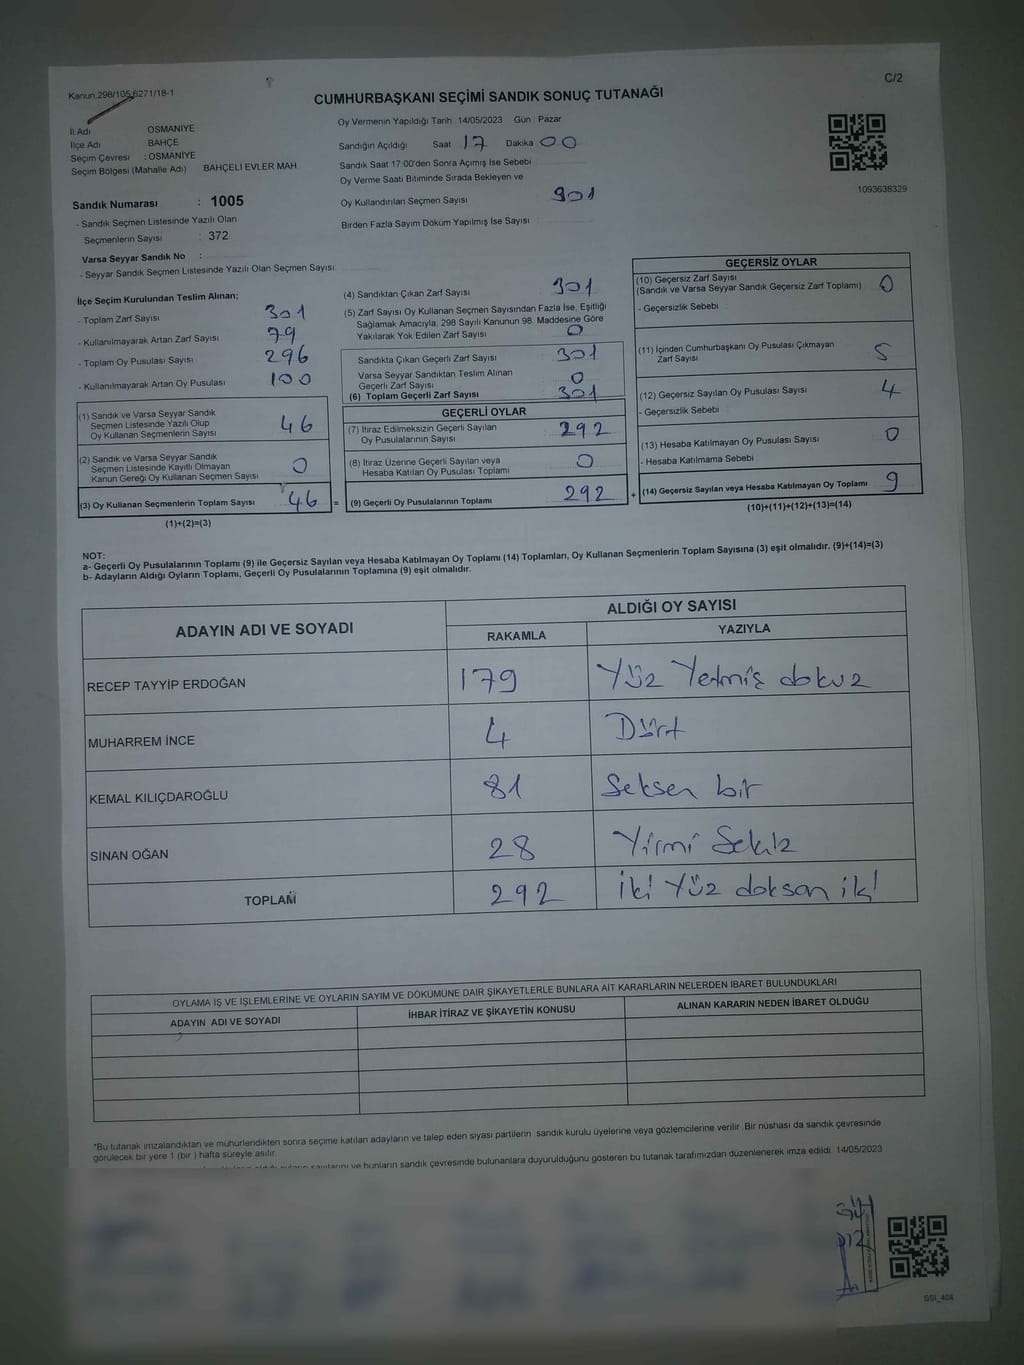 Kanun.298/105,6271/18-1
C/2
CUMHURBAŞKANI SEÇİMİ SANDIK SONUÇ TUTANAĞI
İl Adı OSMANİYE
İlçe Adı BAHÇE
Seçim Çevresi : OSMANİYE
Seçim Bölgesi (Mahalle Adı) BAHÇELİ EVLER MAH
Sandık Numarası : 1005
- Sandık Seçmen Listesinde Yazılı Olan
Seçmenlerin Sayısı : 372
Varsa Seyyar Sandık No :
- Seyyar Sandık Seçmen Listesinde Yazılı Olan Seçmen Sayısı:
Oy Vermenin Yapıldığı Tarih 14/05/2023 Gün Pazar
Sandığın Açıldığı Saat 17 Dakika 00
Sandık Saat 17 00'den Sonra Açımış İse Sebebi
Oy Verme Saati Bitiminde Sırada Bekleyen ve
Oy Kullandırılan Seçmen Sayısı 301
Birden Fazla Sayım Döküm Yapılmış İse Sayısı
1093638329
İlçe Seçim Kurulundan Teslim Alınan;
- Toplam Zarf Sayısı 301
- Kullanılmayarak Artan Zarf Sayısı 79
- Toplam Oy Pusulası Sayısı 296
- Kullanılmayarak Artan Oy Pusulası 100
(1) Sandık ve Varsa Seyyar Sandık
Seçmen Listesinde Yazılı Olup
Oy Kullanan Seçmenlerin Sayısı 46
(2) Sandık ve Varsa Seyyar Sandık
Seçmen Listesinde Kayıtlı Olmayan
Kanun Gereği Oy Kullanan Seçmen Sayısı 0
(3) Oy Kullanan Seçmenlerin Toplam Sayısı 46 =
(1)+(2)=(3)
(4) Sandıktan Çıkan Zarf Sayısı 301
(5) Zarf Sayısı Oy Kullanan Seçmen Sayısından Fazla İse, Eşitliği
Sağlamak Amacıyla, 298 Sayılı Kanunun 98. Maddesine Göre
Yakılarak Yok Edilen Zarf Sayısı 0
Sandıkta Çıkan Geçerli Zarf Sayısı 301
Varsa Seyyar Sandıktan Teslim Alınan
Geçerli Zarf Sayısı 0
(6) Toplam Geçerli Zarf Sayısı 301
GEÇERLİ OYLAR
(7) İtiraz Edilmeksizin Geçerli Sayılan
Oy Pusulalarının Sayısı 292
(8) İtiraz Üzerine Geçerli Sayılan veya
Hesaba Katılan Oy Pusulası Toplamı 0
(9) Geçerli Oy Pusulalarının Toplamı 292 +
GEÇERSİZ OYLAR
(10) Geçersiz Zarf Sayısı
(Sandık ve Varsa Seyyar Sandık Geçersiz Zarf Toplamı) 0
- Geçersizlik Sebebi :
(11) İçinden Cumhurbaşkanı Oy Pusulası Çıkmayan
Zarf Sayısı 5
(12) Geçersiz Sayılan Oy Pusulası Sayısı 4
- Geçersizlik Sebebi :
(13) Hesaba Katılmayan Oy Pusulası Sayısı 0
- Hesaba Katılmama Sebebi :
(14) Geçersiz Sayılan veya Hesaba Katılmayan Oy Toplamı 9
(10)+(11)+(12)+(13)=(14)
NOT:
a- Geçerli Oy Pusulalarının Toplamı (9) ile Geçersiz Sayılan veya Hesaba Katılmayan Oy Toplamı (14) Toplamları, Oy Kullanan Seçmenlerin Toplam Sayısına (3) eşit olmalıdır. (9)+(14)=(3)
b- Adayların Aldığı Oyların Toplamı, Geçerli Oy Pusulalarının Toplamına (9) eşit olmalıdır.
ADAYIN ADI VE SOYADI ALDIĞI OY SAYISI
RAKAMLA YAZIYLA
RECEP TAYYİP ERDOĞAN 179 Yüz Yetmiş dokuz
MUHARREM İNCE 4 Dört
KEMAL KILIÇDAROĞLU 81 Seksen bir
SİNAN OĞAN 28 Yirmi Sekiz
TOPLAM 292 İki Yüz doksan iki
OYLAMA İŞ VE İŞLEMLERİNE VE OYLARIN SAYIM VE DÖKÜMÜNE DAİR ŞİKAYETLERLE BUNLARA AİT KARARLARIN NELERDEN İBARET BULUNDUKLARI
ADAYIN ADI VE SOYADI İHBAR İTİRAZ VE ŞİKAYETİN KONUSU ALINAN KARARIN NEDEN İBARET OLDUĞU
*Bu tutanak imzalandıktan ve mühürlendikten sonra seçime katılan adayların ve talep eden siyasi partilerin sandık kurulu üyelerine veya gözlemcilerine verilir. Bir nüshası da sandık çevresinde
görülecek bir yere 1 (bir ) hafta süreyle asılır.
sayılarını ve bunların sandık çevresinde bulunanlara duyurulduğunu gösteren bu tutanak tarafımızdan düzenlenerek imza edildi. 14/05/2023